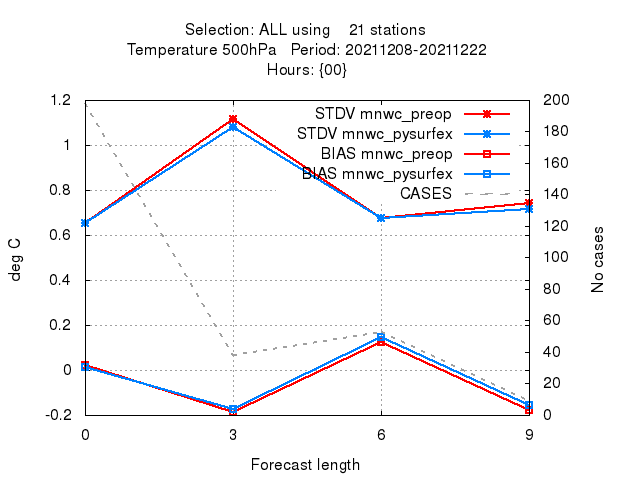 Selection: ALL using    21 stations
Temperature 500hPa   Period: 20211208-20211222
Hours: {00}
1.2
1
0.8
0.6
0.4
0.2
0
-0.2
deg C
STDV mnwc_preop
STDV mnwc_pysurfex
BIAS mnwc_preop
BIAS mnwc_pysurfex
CASES
200
180
160
140
120
100
80
60
40
20
0
No cases
0 3 6 9
Forecast length